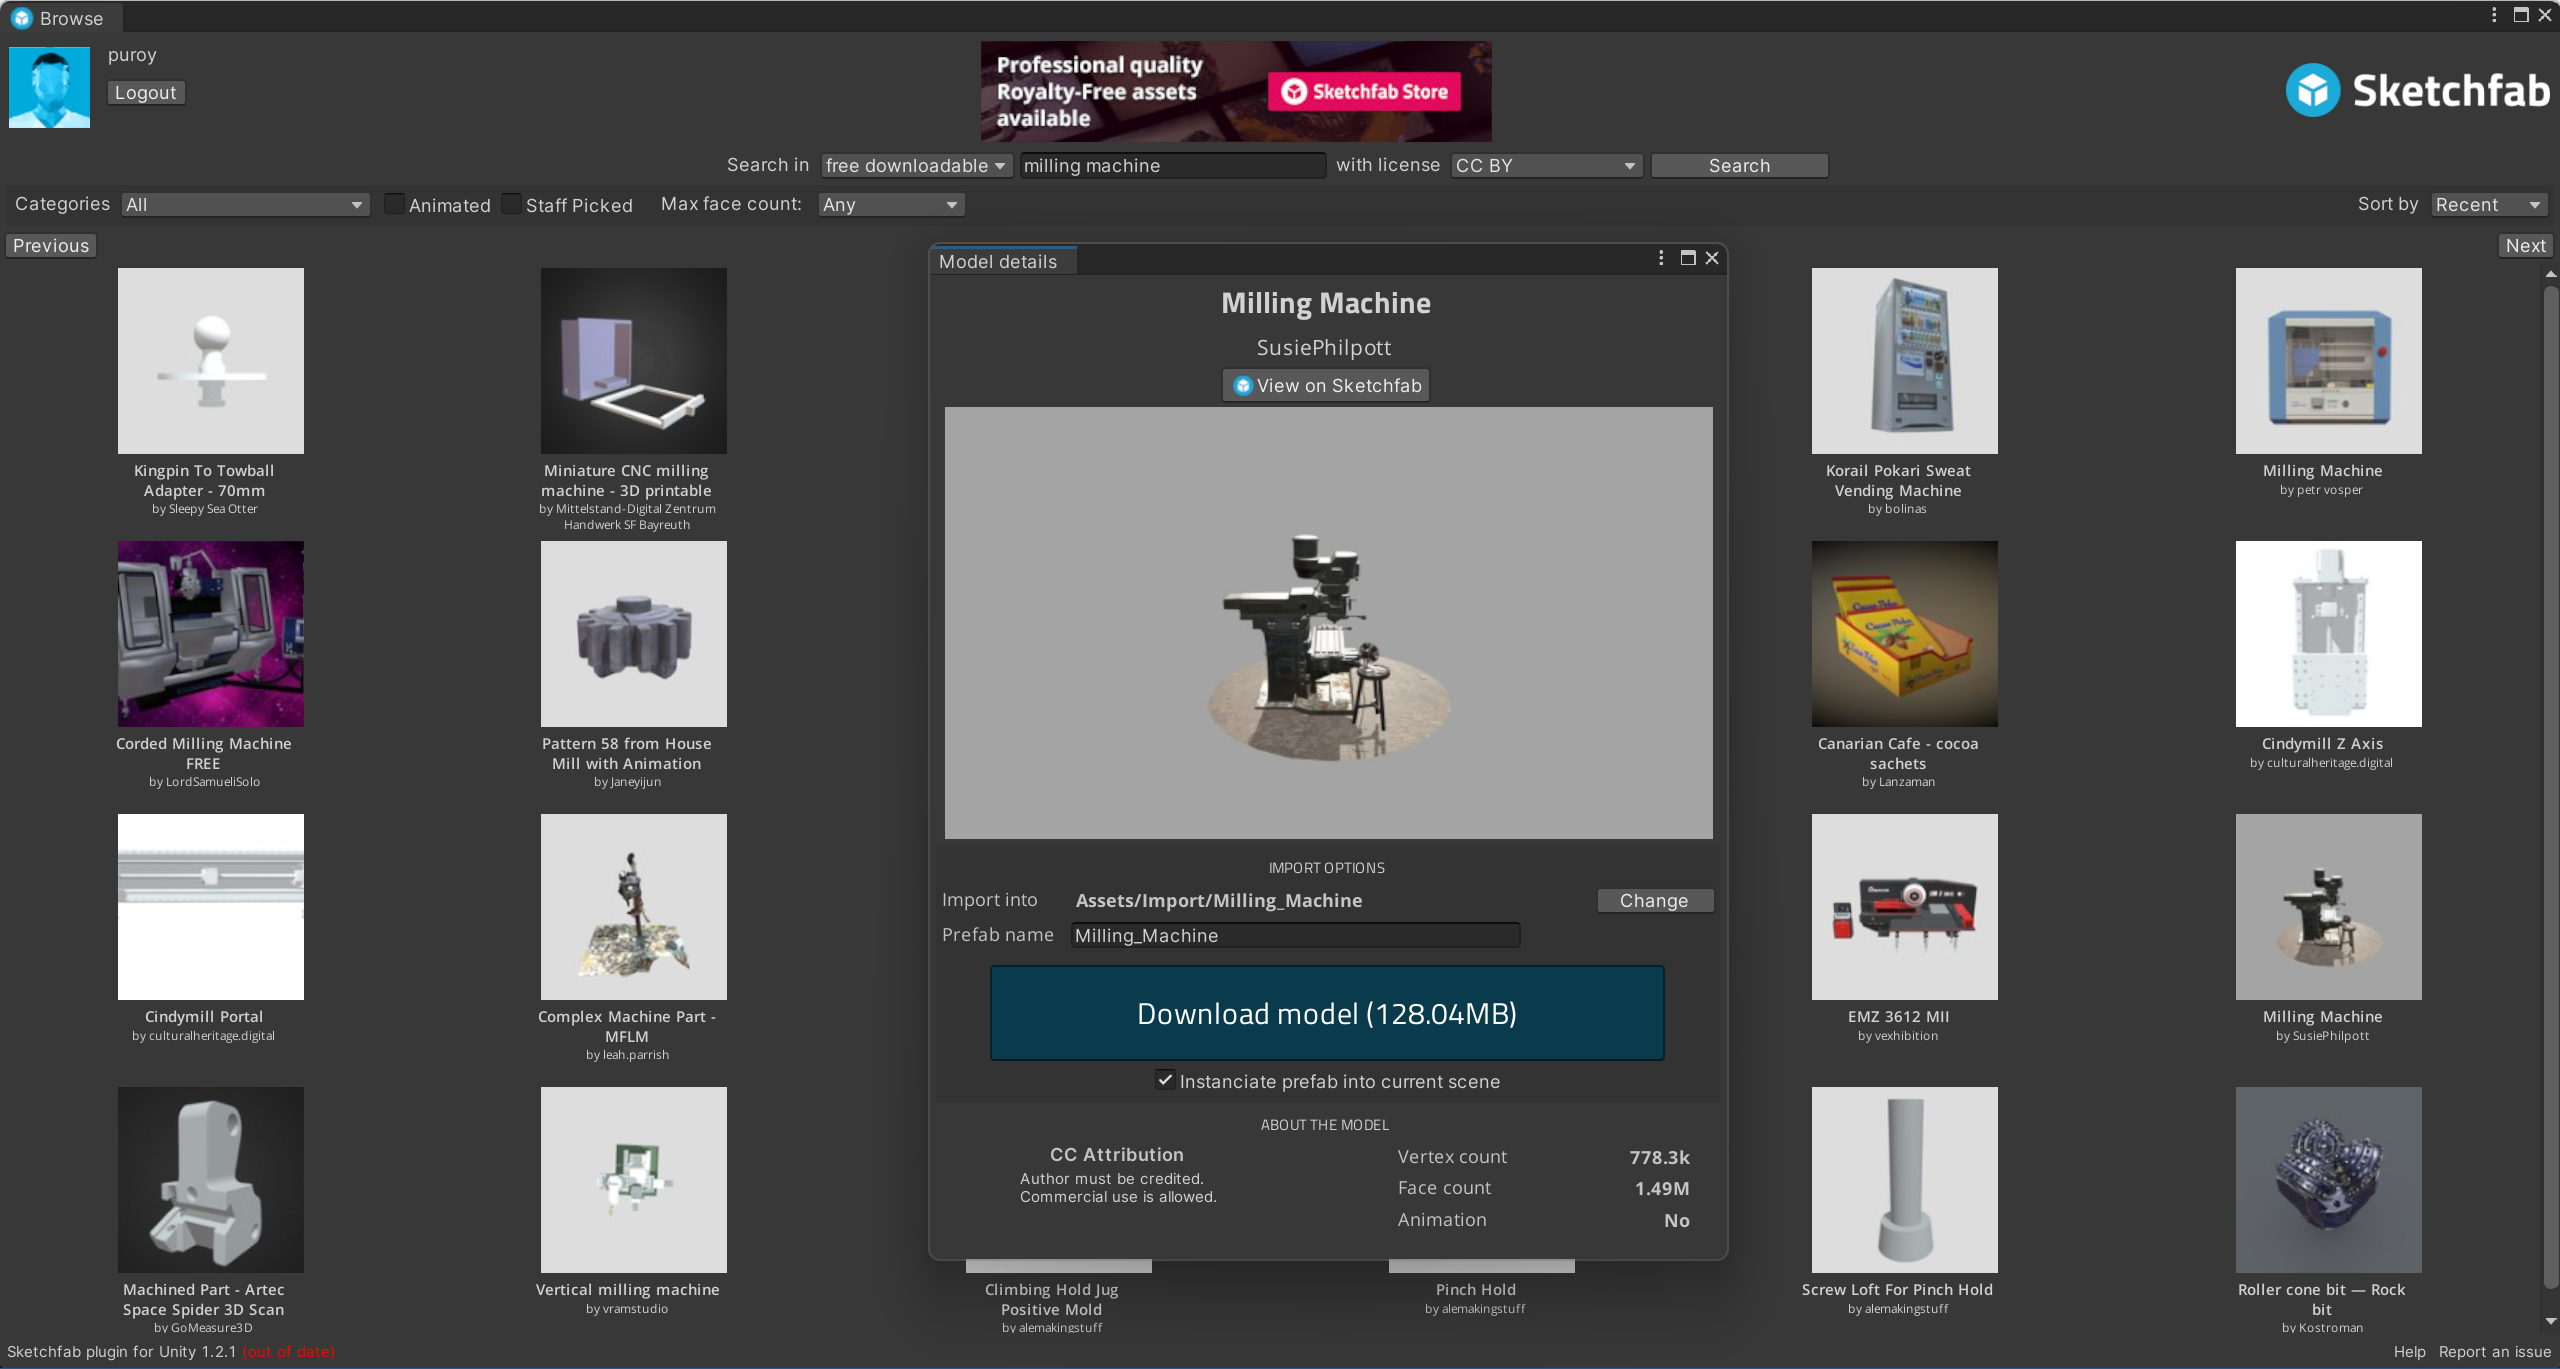 Browse
puroy
Logout
Professional quality
Royalty-Free assets
available
Sketchfab Store
Sketchfab
Search in free downloadable milling machine with license CC BY Search
Categories All Animated Staff Picked Max face count: Any Sort by Recent
Previous
Next
Model details
Milling Machine
SusiePhilpott
View on Sketchfab
IMPORT OPTIONS
Import into Assets/Import/Milling_Machine Change
Prefab name Milling_Machine
Download model (128.04MB)
Instanciate prefab into current scene
ABOUT THE MODEL
CC Attribution
Author must be credited.
Commercial use is allowed.
Vertex count 778.3k
Face count 1.49M
Animation No
Kingpin To Towball
Adapter - 70mm
by Sleepy Sea Otter
Miniature CNC milling
machine - 3D printable
by Mittelstand-Digital Zentrum
Handwerk SF Bayreuth
Korail Pokari Sweat
Vending Machine
by bolinas
Milling Machine
by petr vosper
Corded Milling Machine
FREE
by LordSamueliSolo
Pattern 58 from House
Mill with Animation
by Janeyijun
Canarian Cafe - cocoa
sachets
by Lanzaman
Cindymill Z Axis
by culturalheritage.digital
Cindymill Portal
by culturalheritage.digital
Complex Machine Part -
MFLM
by leah.parrish
EMZ 3612 MII
by vexhibition
Milling Machine
by SusiePhilpott
Machined Part - Artec
Space Spider 3D Scan
by GoMeasure3D
Vertical milling machine
by vramstudio
Climbing Hold Jug
Positive Mold
by alemakingstuff
Pinch Hold
by alemakingstuff
Screw Loft For Pinch Hold
by alemakingstuff
Roller cone bit — Rock
bit
by Kostroman
Sketchfab plugin for Unity 1.2.1 (out of date)
Help Report an issue